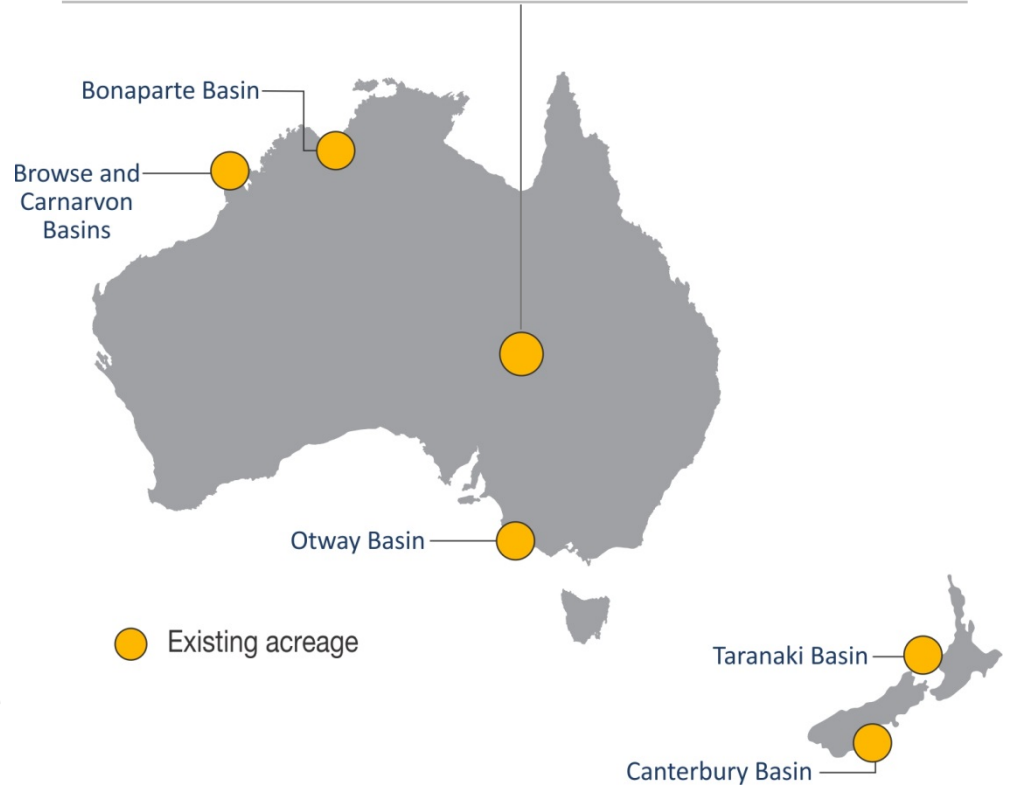 Bonaparte Basin
Browse and
Carnarvon
Basins
Otway Basin
Existing acreage
Taranaki Basin
Canterbury Basin